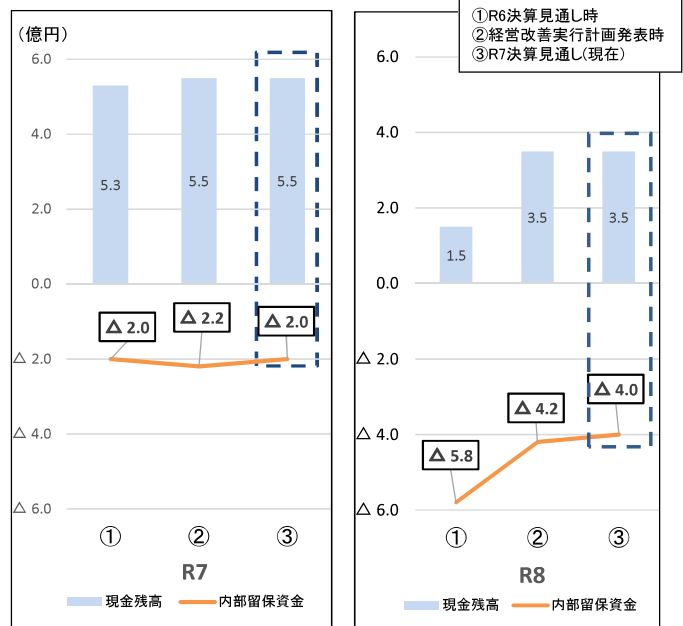 ①R6決算見通し時
②経営改善実行計画発表時
③R7決算見通し(現在)
(億円)
6.0
4.0
2.0
0.0
△ 2.0
△ 4.0
△ 6.0
5.3
5.5
5.5
△ 2.0
△ 2.2
△ 2.0
① ② ③
R7
現金残高 内部留保資金
6.0
4.0
2.0
0.0
△ 2.0
△ 4.0
△ 6.0
1.5
3.5
3.5
△ 5.8
△ 4.2
△ 4.0
① ② ③
R8
現金残高 内部留保資金